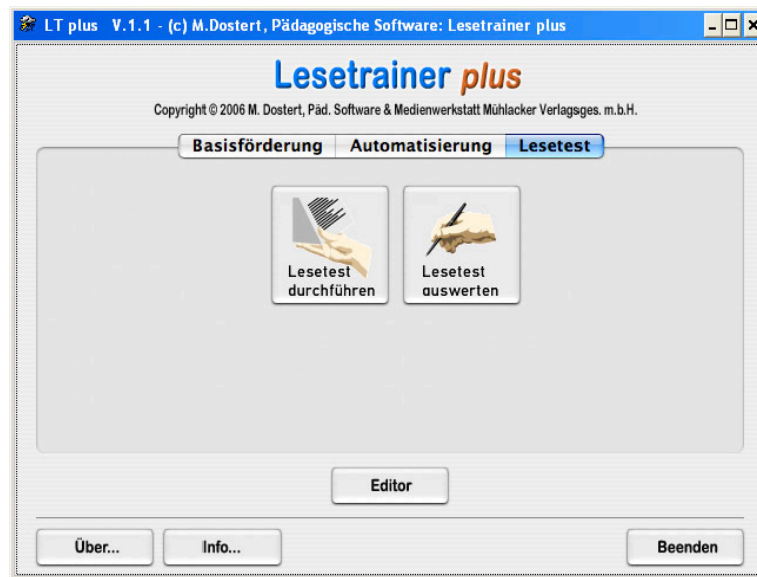 LT plus V.1.1 - (c) M.Dostert, Pädagogische Software: Lesetrainer plus
Lesetrainer plus
Copyright © 2006 M. Dostert, Päd. Software & Medienwerkstatt Mühlacker Verlagsges. m.b.H.
Basisförderung Automatisierung Lesetest
Lesetest
durchführen
Lesetest
auswerten
Editor
Über... Info... Beenden